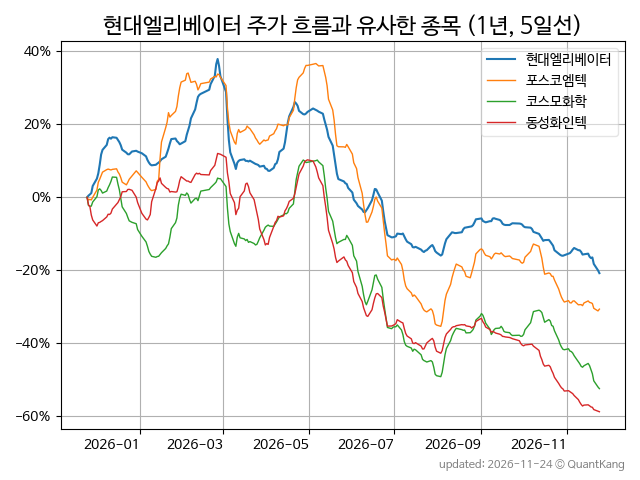 현대엘리베이터 주가 흐름과 유사한 종목 (1년, 5일선)
현대엘리베이터
포스코엠텍
코스모화학
동성화인텍
40%
20%
0%
−20%
−40%
−60%
2026−01
2026−03
2026−05
2026−07
2026−09
2026−11
updated: 2026−11−24 © QuantKang